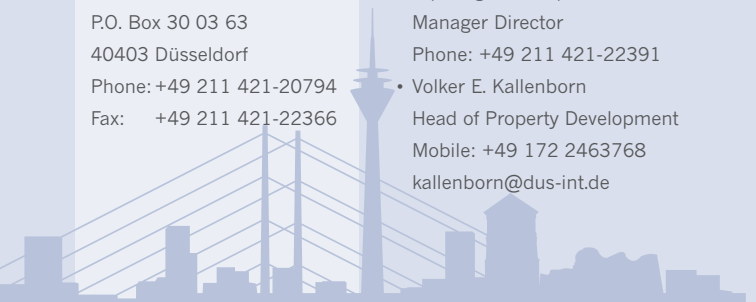 P.O. Box 30 03 63
40403 Düsseldorf
Phone: +49 211 421-20794
Fax: +49 211 421-22366
Manager Director
Phone: +49 211 421-22391
• Volker E. Kallenborn
Head of Property Development
Mobile: +49 172 2463768
kallenborn@dus-int.de